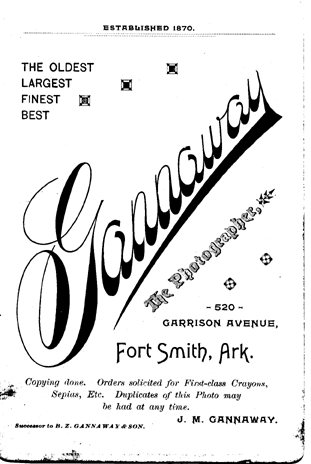 ESTABLISHED 1870.
THE OLDEST
LARGEST
FINEST
BEST
Gannaway
The Photographer,
- 520 -
GARRISON AVENUE,
Fort Smith, Ark.
Copying done. Orders solicited for First-class Crayons,
Sepias, Etc. Duplicates of this Photo may
be had at any time.
J. M. GANNAWAY.
Successor to B. Z. GANNAWAY & SON.